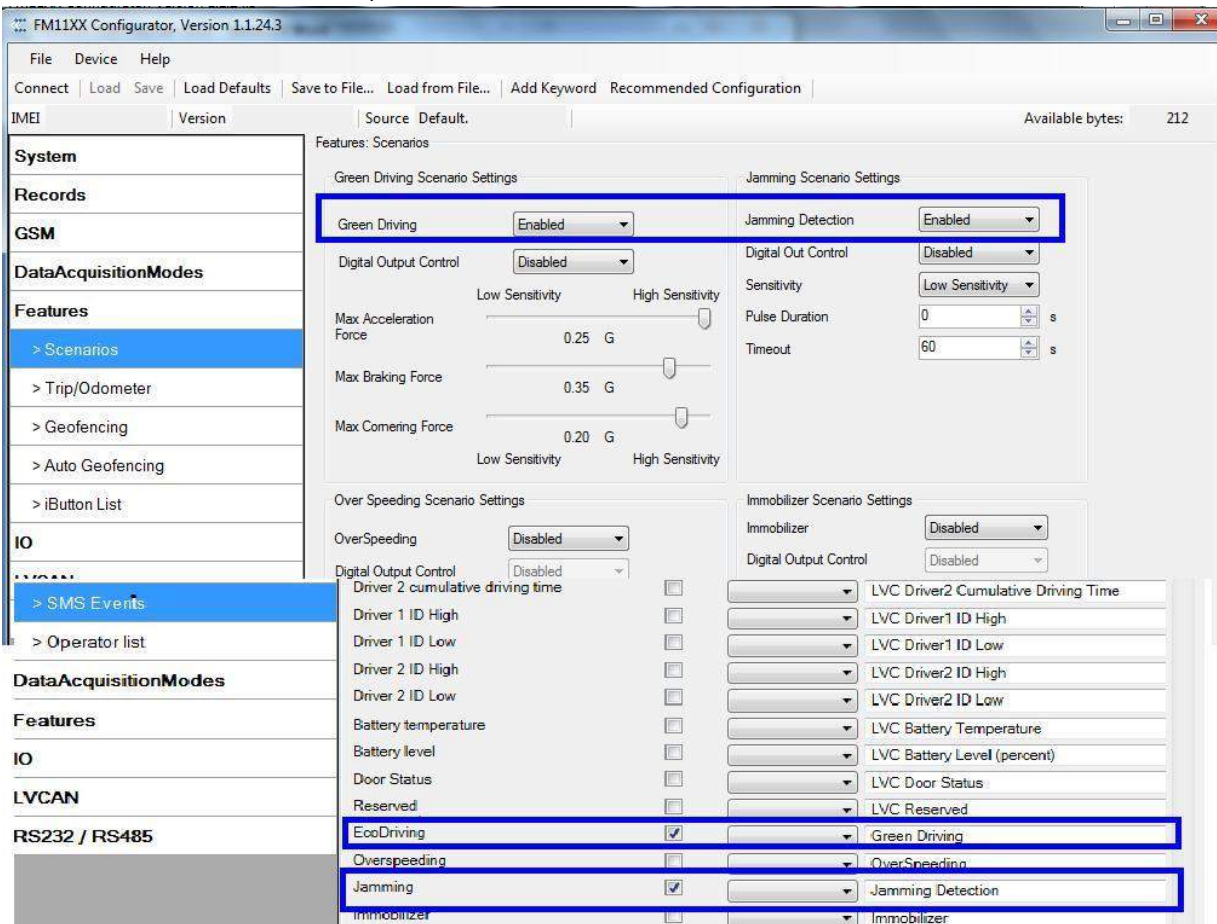 FM11XX Configurator, Version 1.1.24.3
File Device Help
Connect Load Save Load Defaults Save to File... Load from File... Add Keyword Recommended Configuration
IMEI Version Source Default. Available bytes: 212
System
Records
GSM
DataAcquisitionModes
Features
> Scenarios
> Trip/Odometer
> Geofencing
> Auto Geofencing
> iButton List
IO
Features: Scenarios
Green Driving Scenario Settings
Green Driving Enabled
Digital Output Control Disabled
Low Sensitivity High Sensitivity
Max Acceleration
Force
0.25 G
Max Braking Force
0.35 G
Max Cornering Force
0.20 G
Low Sensitivity High Sensitivity
Jamming Scenario Settings
Jamming Detection Enabled
Digital Out Control Disabled
Sensitivity Low Sensitivity
Pulse Duration 0 s
Timeout 60 s
Over Speeding Scenario Settings
OverSpeeding Disabled
Digital Output Control Disabled
Immobilizer Scenario Settings
Immobilizer Disabled
Digital Output Control Disabled
> SMS Events
> Operator list
DataAcquisitionModes
Features
IO
LVCAN
RS232 / RS485
Driver 2 cumulative driving time LVC Driver2 Cumulative Driving Time
Driver 1 ID High LVC Driver1 ID High
Driver 1 ID Low LVC Driver1 ID Low
Driver 2 ID High LVC Driver2 ID High
Driver 2 ID Low LVC Driver2 ID Low
Battery temperature LVC Battery Temperature
Battery level LVC Battery Level (percent)
Door Status LVC Door Status
Reserved LVC Reserved
EcoDriving Green Driving
Overspeeding OverSpeeding
Jamming Jamming Detection
Immobilizer Immobilizer